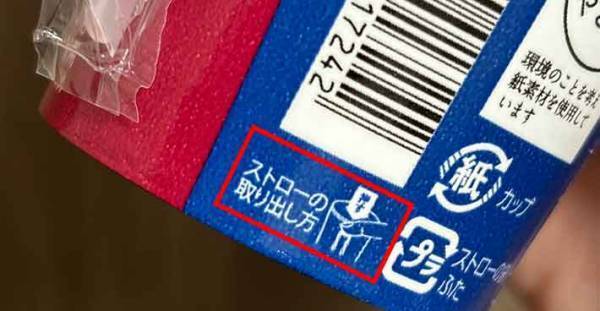 17242
環境のことを考え
紙素材を使用して
います
紙
カップ
ストローの
取り出し方
プラ
ストローの
ふた